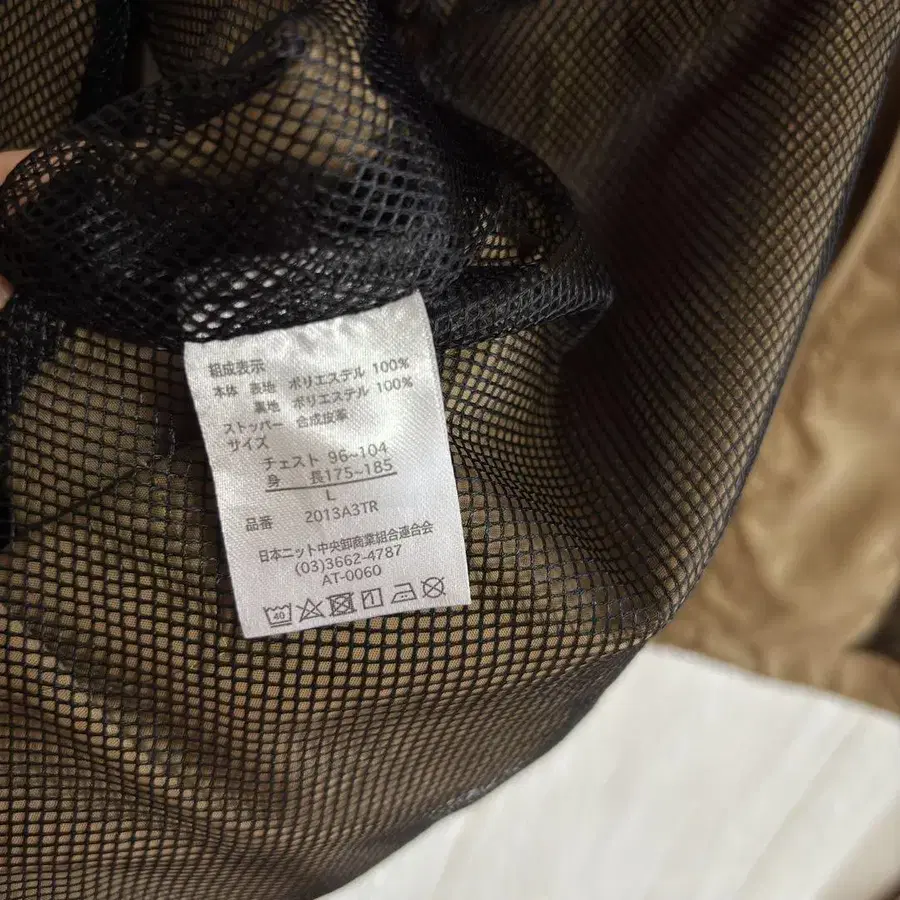 組成表示
本体 表地 ポリエステル 100%
裏地 ポリエステル 100%
ストッパー 合成皮革
サイズ
チェスト 96~104
身 長175~185
L
品番 2013A3TR
日本ニット中央卸商業組合連合会
(03)3662-4787
AT-0060
40